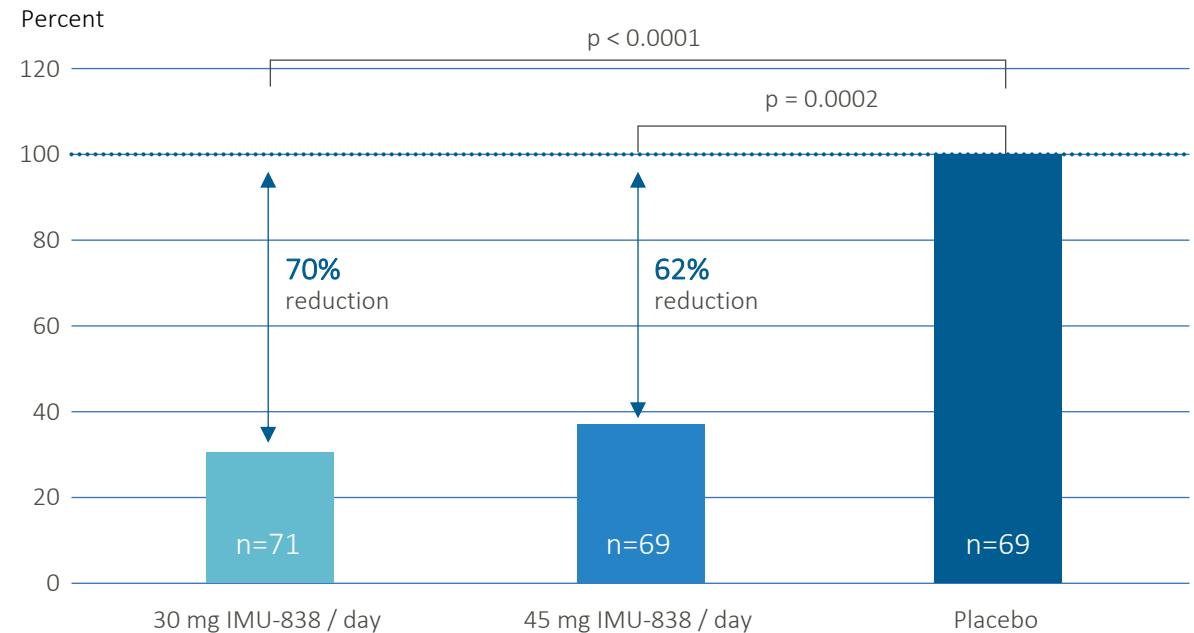 Percent
p < 0.0001
120
p = 0.0002
100
80
70%
reduction
62%
reduction
60
40
20
n=71
n=69
n=69
0
30 mg IMU-838 / day
45 mg IMU-838 / day
Placebo